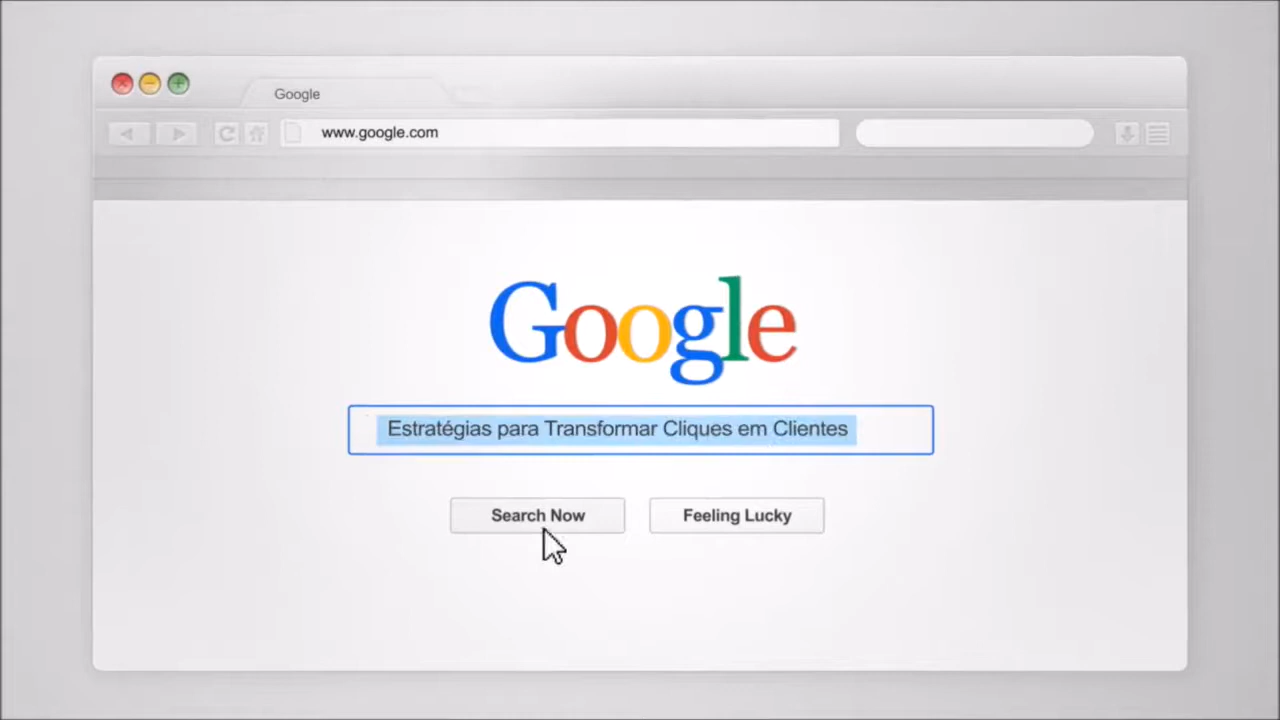 Google
www.google.com
Google
Estratégias para Transformar Cliques em Clientes
Search Now
Feeling Lucky